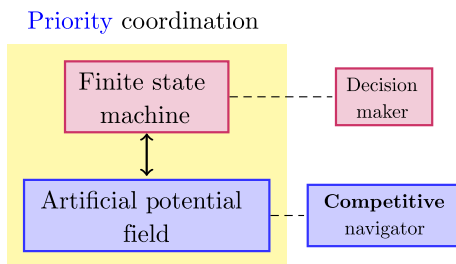 Priority coordination
Finite state
machine
Decision
maker
Artificial potential
field
Competitive
navigator